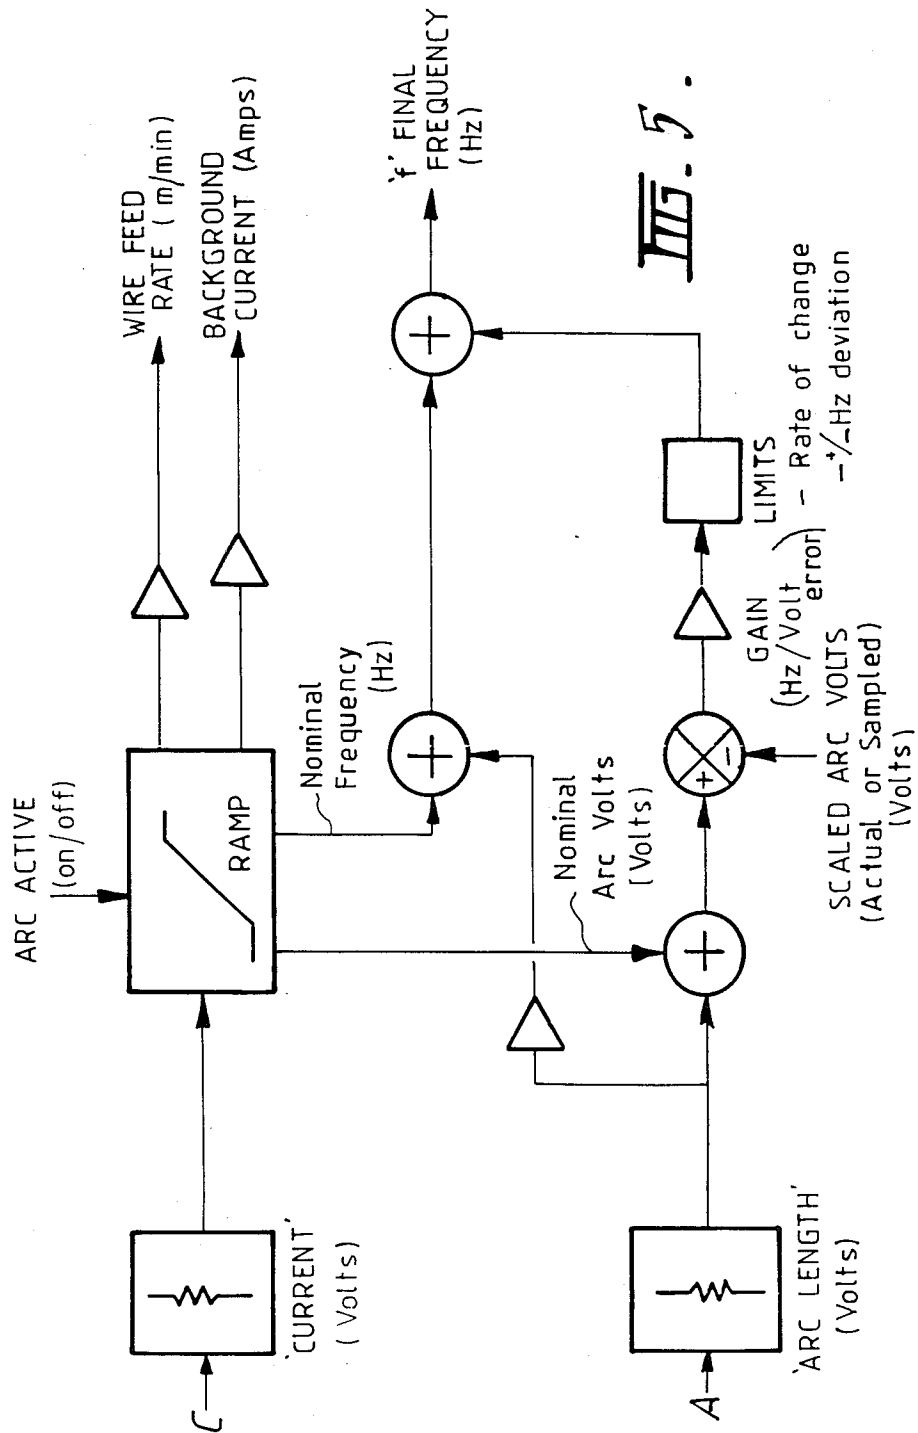 ARC ACTIVE
(on/off)
WIRE FEED
RATE ( m/min)
BACKGROUND
CURRENT (Amps)
RAMP
C
'CURRENT'
(Volts)
Nominal
Frequency
(Hz)
'f' FINAL
FREQUENCY
(Hz)
+
+
Nominal
Arc Volts
(Volts)
A
'ARC LENGTH'
(Volts)
+
+
-
SCALED ARC VOLTS
(Actual or Sampled)
(Volts)
GAIN
(Hz/Volt
error)
LIMITS
- Rate of change
- +/- Hz deviation
FIG. 5.